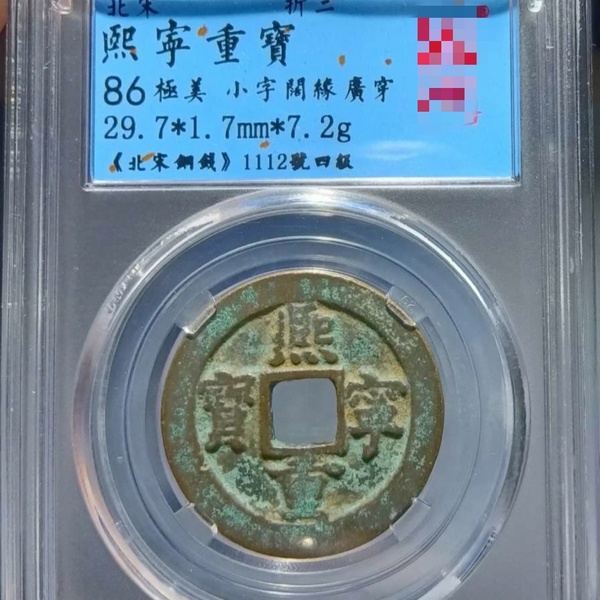 北宋 折二
熙寧重寶
86 極美 小字闊緣廣穿
29.7*1.7mm*7.2g
《北宋銅錢》1112號四級
熙
寶 寧
重